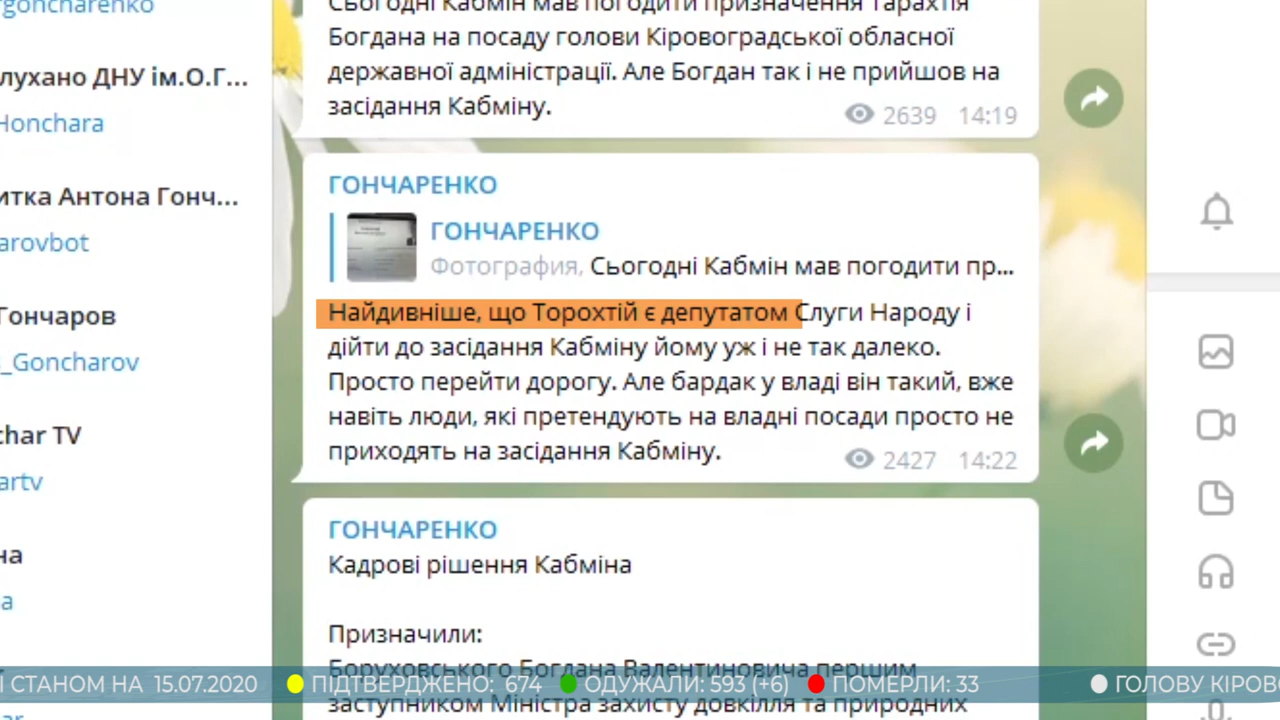 goncharenko
лухано ДНУ ім.О.Г...
Honchara
итка Антона Гонч...
arovbot
Гончаров
_Goncharov
char TV
artv
на
a
Сьогодні Кабмін мав погодити призначення Тарахтія
Богдана на посаду голови Кіровоградської обласної
державної адміністрації. Але Богдан так і не прийшов на
засідання Кабміну.
2639 14:19
ГОНЧАРЕНКО
ГОНЧАРЕНКО
Фотография, Сьогодні Кабмін мав погодити пр...
Найдивніше, що Торохтій є депутатом Слуги Народу і
дійти до засідання Кабміну йому уж і не так далеко.
Просто перейти дорогу. Але бардак у владі він такий, вже
навіть люди, які претендують на владні посади просто не
приходять на засідання Кабміну.
2427 14:22
ГОНЧАРЕНКО
Кадрові рішення Кабміна
Призначили:
Боруховського Богдана Валентиновича першим
заступником Міністра захисту довкілля та природних
І СТАНОМ НА 15.07.2020 ПІДТВЕРДЖЕНО: 674 ОДУЖАЛИ: 593 (+6) ПОМЕРЛИ: 33 ГОЛОВУ КІРОВО